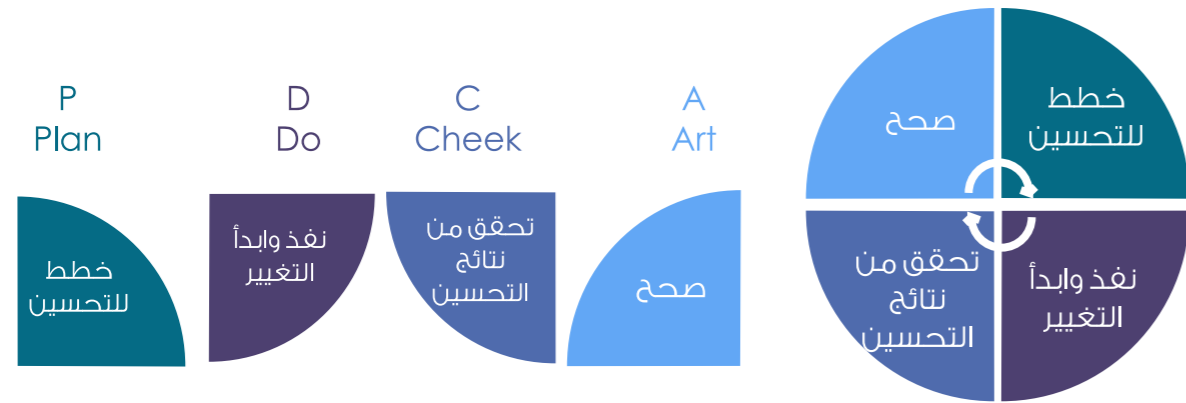 P
Plan
D
Do
C
Cheek
A
Art
خطط
للتحسين
نفذ وابدأ
التغيير
تحقق من
نتائج
التحسين
صحح
صحح
خطط
للتحسين
تحقق من
نتائج
التحسين
نفذ وابدأ
التغيير